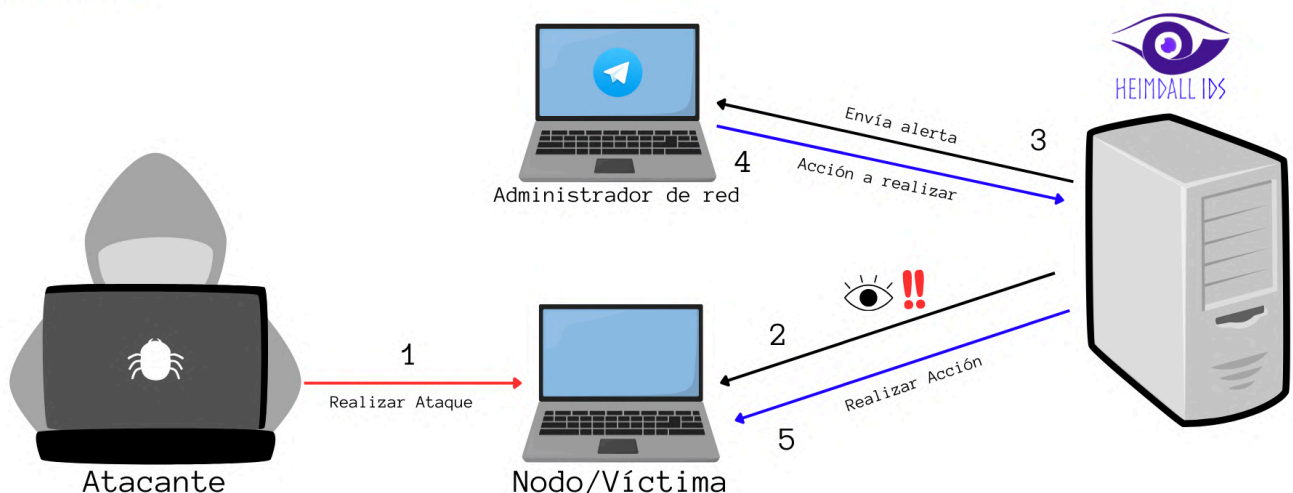 HEIMDALL IDS
Envía alerta
3
4
Acción a realizar
Administrador de red
1
Realizar Ataque
2
Realizar Acción
5
Atacante
Nodo/Víctima